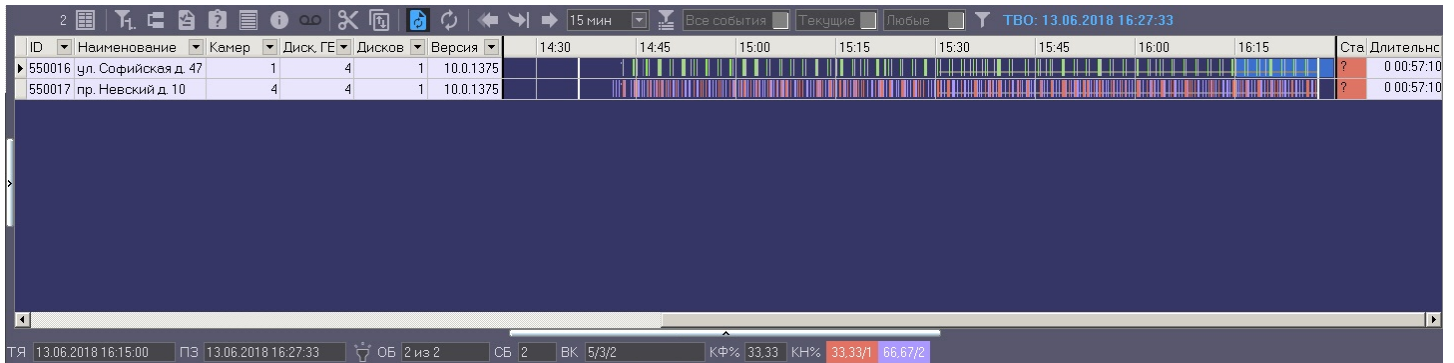 2 15 мин Все события Текущие Любые ТВО: 13.06.2018 16:27:33
ID Наименование Камер Диск, ГЕ Дисков Версия 14:30 14:45 15:00 15:15 15:30 15:45 16:00 16:15 Ста Длительнс
550016 ул. Софийская д. 47 1 4 1 10.0.1375 ? 0 00:57:10
550017 пр. Невский д. 10 4 4 1 10.0.1375 ? 0 00:57:10
ТЯ 13.06.2018 16:15:00 ПЗ 13.06.2018 16:27:33 ОБ 2 из 2 СБ 2 ВК 5/3/2 КФ% 33,33 КН% 33,33/1 66,67/2